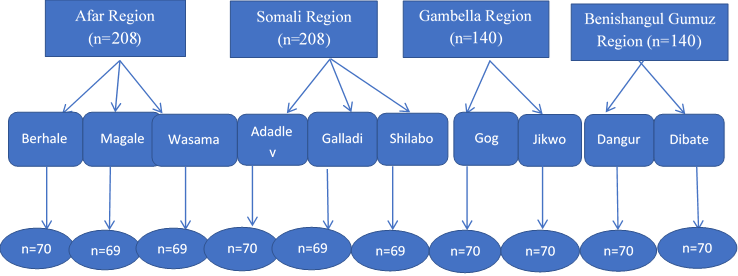 Afar Region
(n=208)
Somali Region
(n=208)
Gambella Region
(n=140)
Benishangul Gumuz
Region (n=140)
Berhale
Magale
Wasama
Adadle
v
Galladi
Shilabo
Gog
Jikwo
Dangur
Dibate
n=70
n=69
n=69
n=70
n=69
n=69
n=70
n=70
n=70
n=70